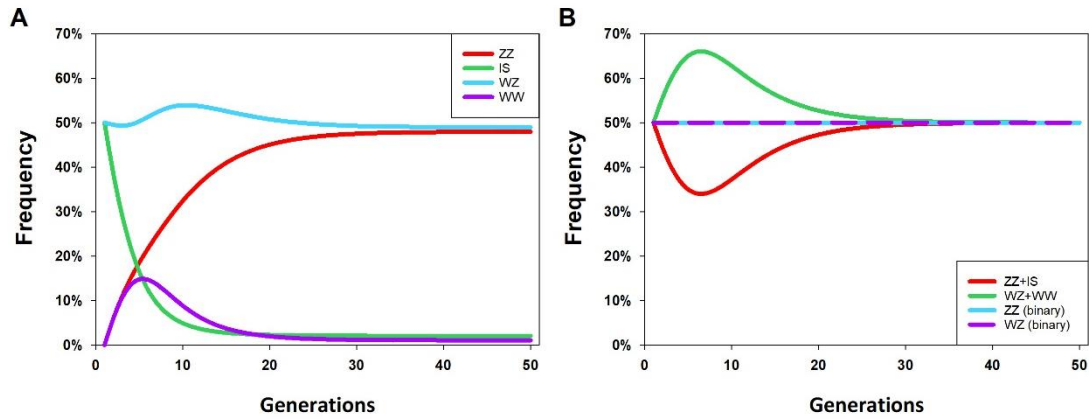 A
70%
60%
50%
40%
30%
20%
10%
0%
Frequency
0
10
20
30
40
50
Generations
ZZ
IS
WZ
WW
B
70%
60%
50%
40%
30%
20%
10%
0%
Frequency
0
10
20
30
40
50
Generations
ZZ+IS
WZ+WW
ZZ (binary)
WZ (binary)